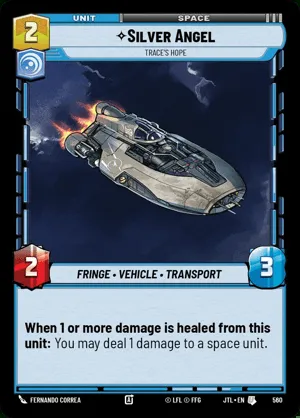 UNIT
SPACE
2
✧SILVER ANGEL
TRACE'S HOPE
2
3
FRINGE • VEHICLE • TRANSPORT
When 1 or more damage is healed from this
unit: You may deal 1 damage to a space unit.
FERNANDO CORREA
© LFL © FFG
JTL • EN
U
560